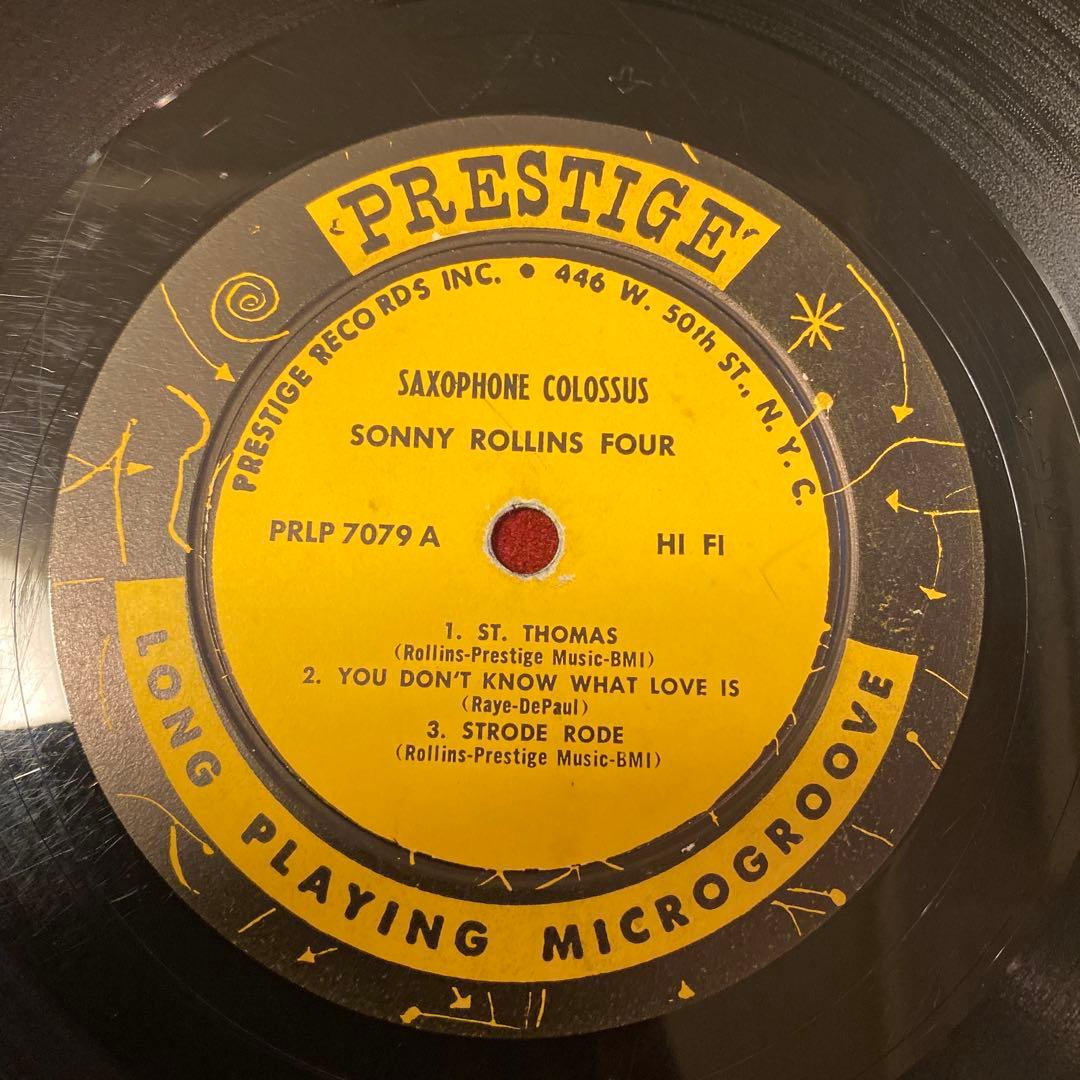 PRESTIGE
PRESTIGE RECORDS INC. • 446 W. 50th ST., N.Y.C.
SAXOPHONE COLOSSUS
SONNY ROLLINS FOUR
PRLP 7079 A
HI FI
1. ST. THOMAS
(Rollins-Prestige Music-BMI)
2. YOU DON'T KNOW WHAT LOVE IS
(Raye-DePaul)
3. STRODE RODE
(Rollins-Prestige Music-BMI)
LONG PLAYING MICROGROOVE